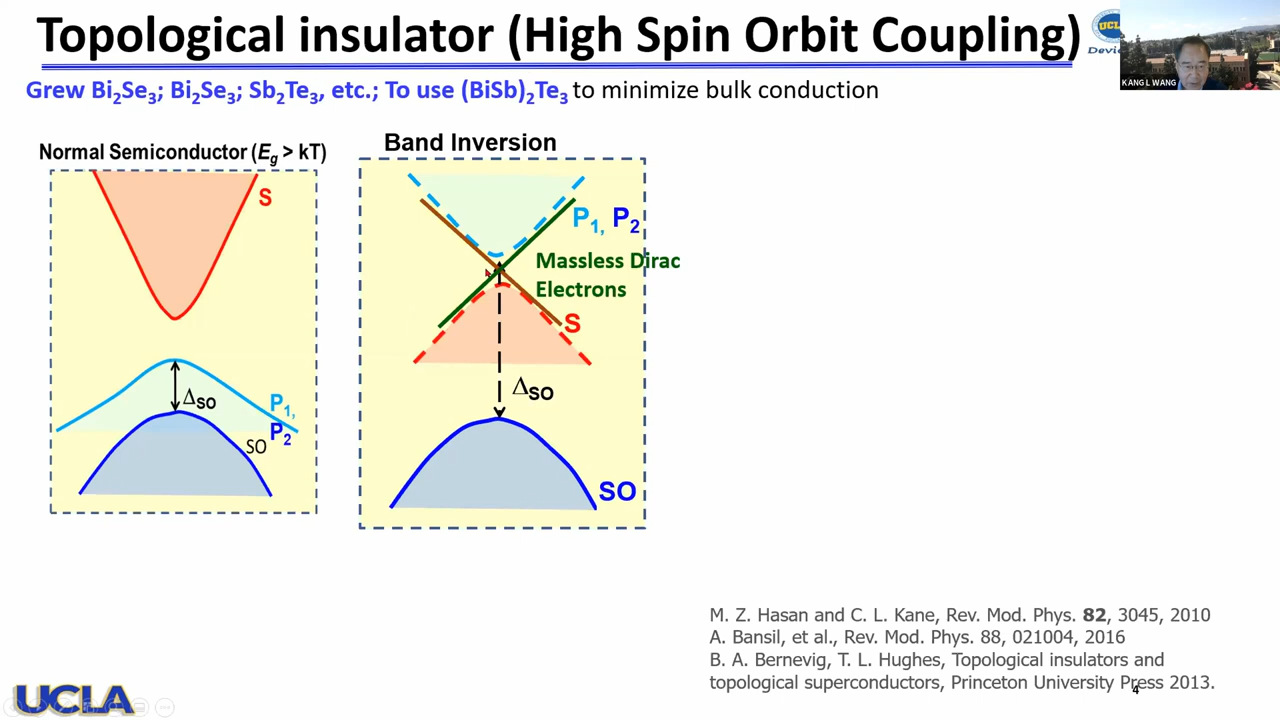 Topological insulator (High Spin Orbit Coupling)
UCL
Devi
KANG L WANG
Grew Bi2Se3; Bi2Se3; Sb2Te3, etc.; To use (BiSb)2Te3 to minimize bulk conduction
Normal Semiconductor (Eg > kT)
S
ΔSO
P1,
P2
SO
Band Inversion
P1, P2
Massless Dirac
Electrons
S
ΔSO
SO
M. Z. Hasan and C. L. Kane, Rev. Mod. Phys. 82, 3045, 2010
A. Bansil, et al., Rev. Mod. Phys. 88, 021004, 2016
B. A. Bernevig, T. L. Hughes, Topological insulators and
topological superconductors, Princeton University Press 2013.
4
UCLA